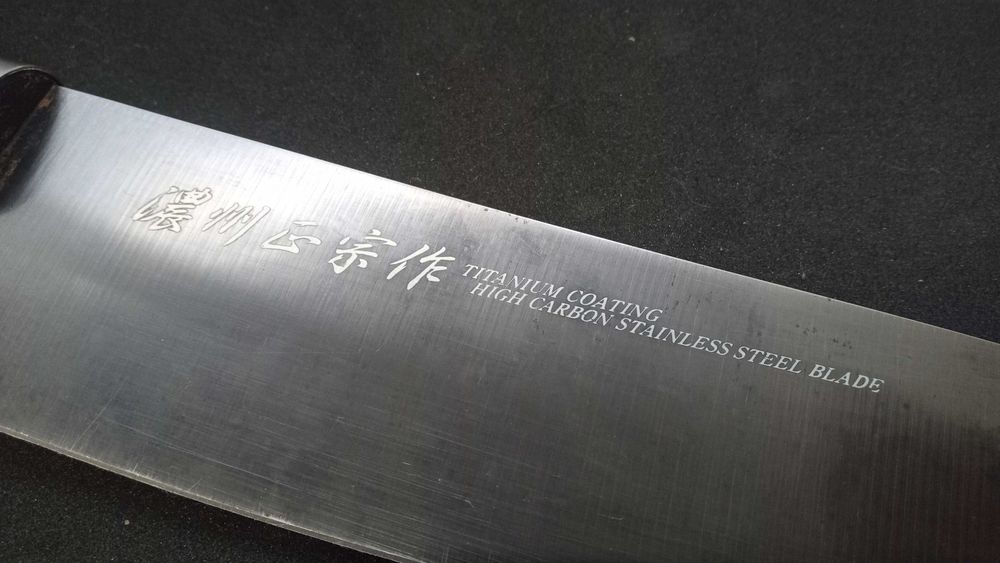 濃州正宗作
TITANIUM COATING
HIGH CARBON STAINLESS STEEL BLADE